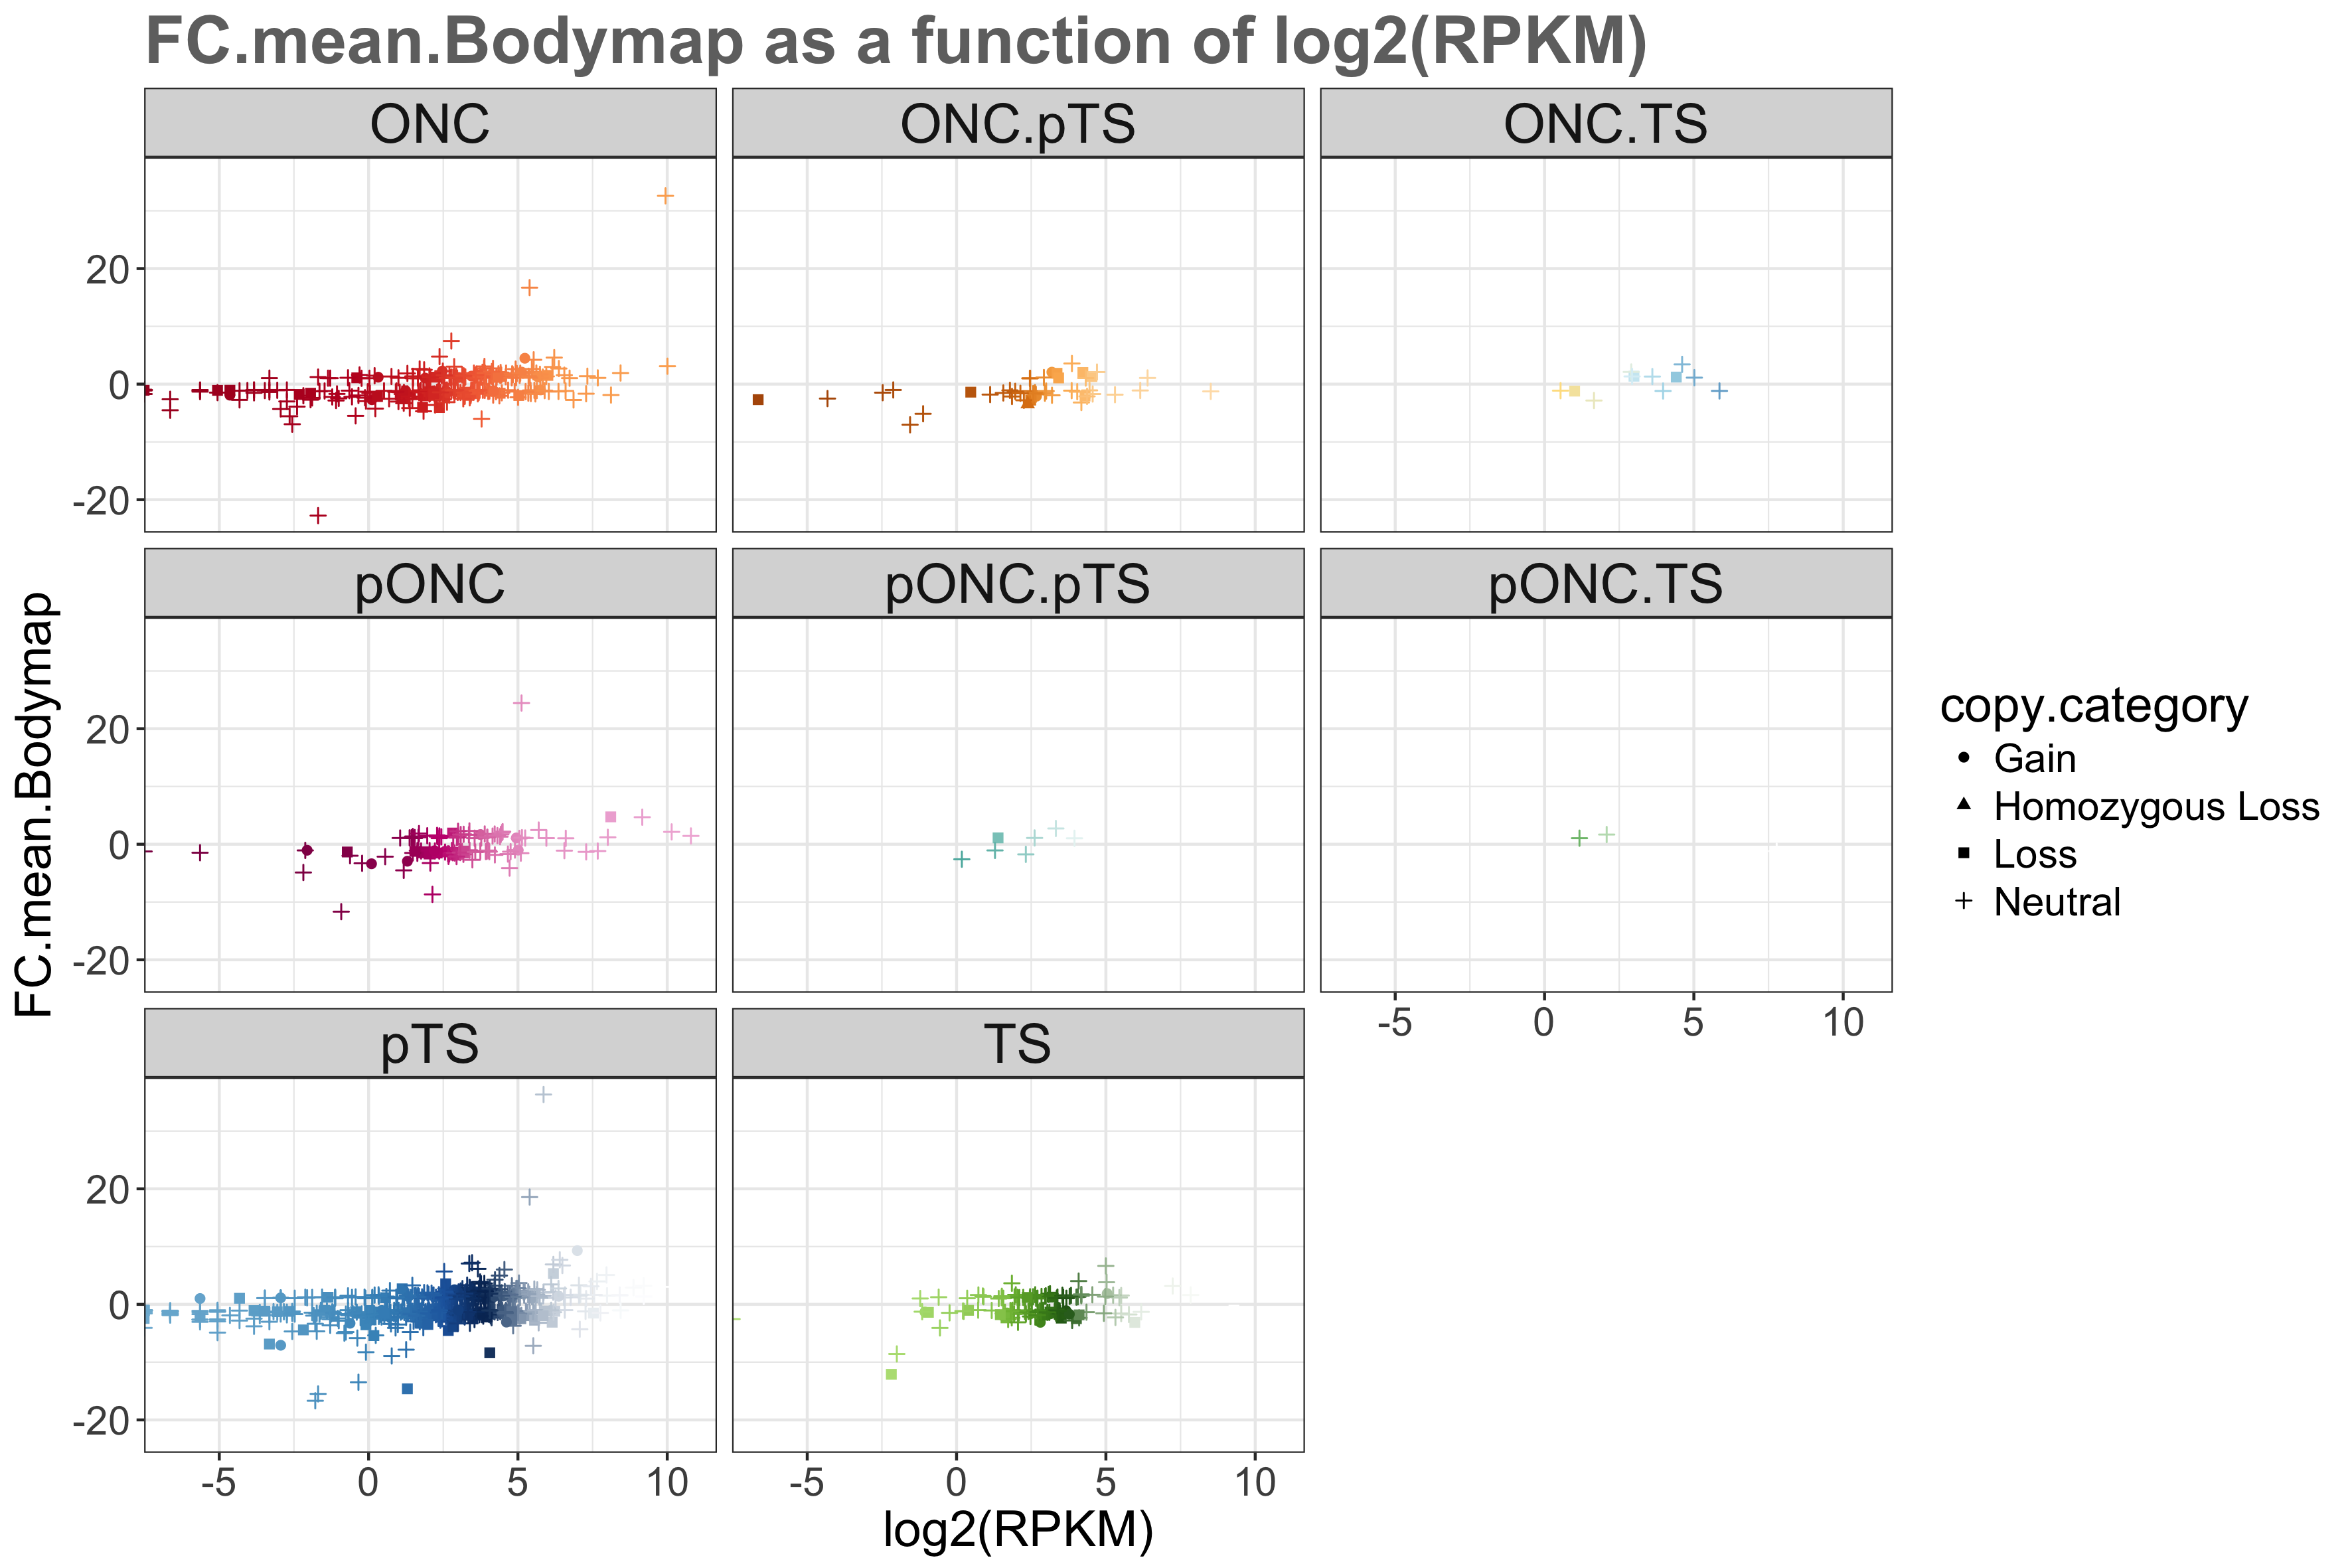 FC.mean.Bodymap as a function of log2(RPKM)
ONC
ONC.pTS
ONC.TS
20
0
-20
pONC
pONC.pTS
pONC.TS
20
0
-20
-5 0 5 10
pTS
TS
20
0
-20
-5 0 5 10
-5 0 5 10
log2(RPKM)
FC.mean.Bodymap
copy.category
Gain
Homozygous Loss
Loss
Neutral